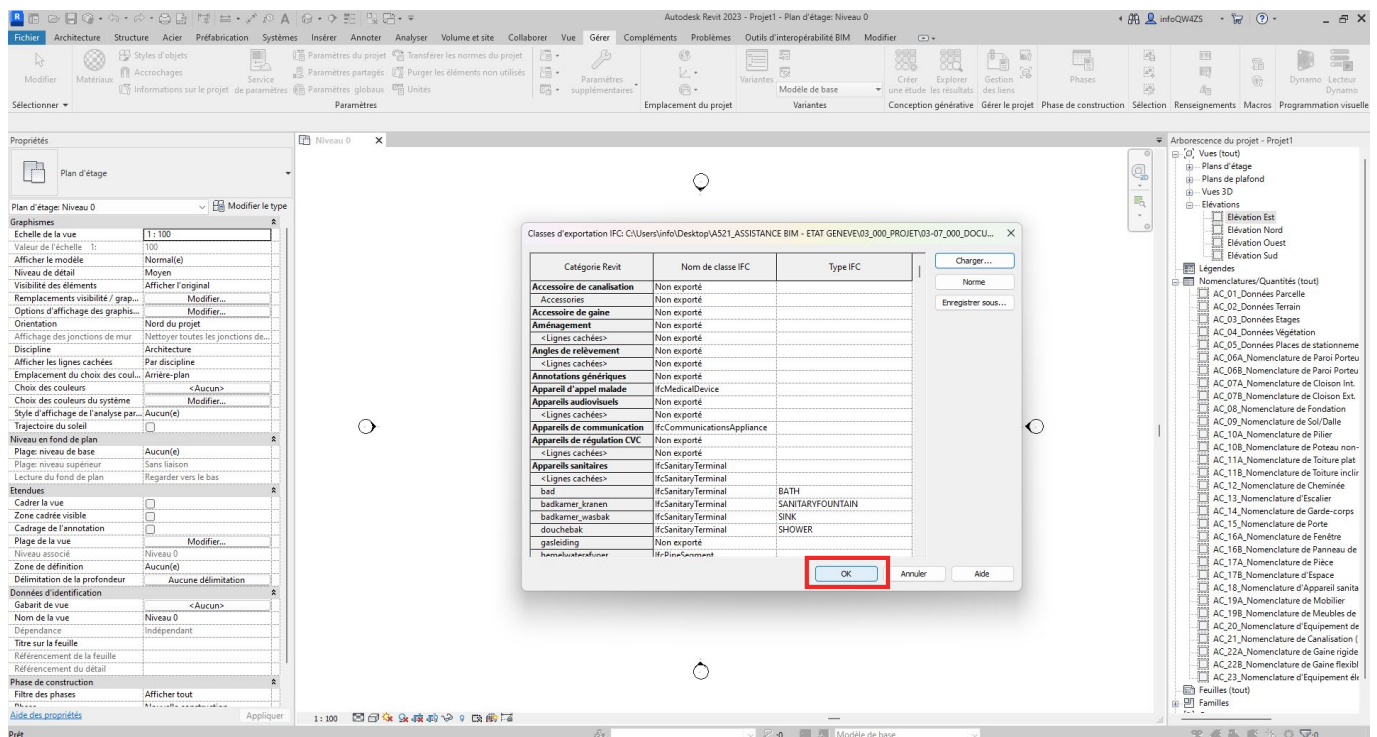 Autodesk Revit 2023 - Projet1 - Plan d'étage: Niveau 0
infoQW4ZS
Fichier Architecture Structure Acier Préfabrication Systèmes Insérer Annoter Analyser Volume et site Collaborer Vue Gérer Compléments Problèmes Outils d'interopérabilité BIM Modifier
Modifier
Matériaux
Styles d'objets
Accrochages
Informations sur le projet
Service de paramètres
Paramètres du projet
Paramètres partagés
Paramètres globaux
Transférer les normes du projet
Purger les éléments non utilisés
Unités
Paramètres supplémentaires
Variantes
Modèle de base
Créer une étude
Explorer les résultats
Gestion des liens
Phases
Dynamo
Lecteur Dynamo
Sélectionner
Paramètres
Emplacement du projet
Variantes
Conception générative
Gérer le projet
Phase de construction
Sélection
Renseignements
Macros
Programmation visuelle
Propriétés
Plan d'étage
Plan d'étage: Niveau 0
Modifier le type
Graphismes
Echelle de la vue 1 : 100
Valeur de l'échelle 1: 100
Afficher le modèle Normal(e)
Niveau de détail Moyen
Visibilité des éléments Afficher l'original
Remplacements visibilité / grap... Modifier...
Options d'affichage des graphis... Modifier...
Orientation Nord du projet
Affichage des jonctions de mur Nettoyer toutes les jonctions de...
Discipline Architecture
Afficher les lignes cachées Par discipline
Emplacement du choix des coul... Arrière-plan
Choix des couleurs <Aucun>
Choix des couleurs du système Modifier...
Style d'affichage de l'analyse par... Aucun(e)
Trajectoire du soleil
Niveau en fond de plan
Plage: niveau de base Aucun(e)
Plage: niveau supérieur Sans liaison
Lecture du fond de plan Regarder vers le bas
Etendues
Cadrer la vue
Zone cadrée visible
Cadrage de l'annotation
Plage de la vue Modifier...
Niveau associé Niveau 0
Zone de définition Aucun(e)
Délimitation de la profondeur Aucune délimitation
Données d'identification
Gabarit de vue <Aucun>
Nom de la vue Niveau 0
Dépendance Indépendant
Titre sur la feuille
Référencement de la feuille
Référencement du détail
Phase de construction
Filtre des phases Afficher tout
Aide des propriétés
Appliquer
Prêt
Niveau 0
Classes d'exportation IFC: C:\Users\info\Desktop\A521_ASSISTANCE BIM - ETAT GENEVE\03_000_PROJET\03-07_000_DOCU...
Catégorie Revit Nom de classe IFC Type IFC
Accessoire de canalisation Non exporté
Accessories Non exporté
Accessoire de gaine Non exporté
Aménagement Non exporté
<Lignes cachées> Non exporté
Angles de relèvement Non exporté
<Lignes cachées> Non exporté
Annotations génériques Non exporté
Appareil d'appel malade IfcMedicalDevice
Appareils audiovisuels Non exporté
<Lignes cachées> Non exporté
Appareils de communication IfcCommunicationsAppliance
Appareils de régulation CVC Non exporté
<Lignes cachées> Non exporté
Appareils sanitaires IfcSanitaryTerminal
<Lignes cachées> IfcSanitaryTerminal
bad IfcSanitaryTerminal BATH
badkamer_kranen IfcSanitaryTerminal SANITARYFOUNTAIN
badkamer_wasbak IfcSanitaryTerminal SINK
douchebak IfcSanitaryTerminal SHOWER
gasleiding Non exporté
hemelwaterafvoer IfcPipeSegment
Charger...
Norme
Enregistrer sous...
OK
Annuler
Aide
1 : 100
:0
Modèle de base
Arborescence du projet - Projet1
Vues (tout)
Plans d'étage
Plans de plafond
Vues 3D
Elévations
Elévation Est
Elévation Nord
Elévation Ouest
Elévation Sud
Légendes
Nomenclatures/Quantités (tout)
AC_01_Données Parcelle
AC_02_Données Terrain
AC_03_Données Etages
AC_04_Données Végétation
AC_05_Données Places de stationneme
AC_06A_Nomenclature de Paroi Porteu
AC_06B_Nomenclature de Paroi Porteu
AC_07A_Nomenclature de Cloison Int.
AC_07B_Nomenclature de Cloison Ext.
AC_08_Nomenclature de Fondation
AC_09_Nomenclature de Sol/Dalle
AC_10A_Nomenclature de Pilier
AC_10B_Nomenclature de Poteau non-
AC_11A_Nomenclature de Toiture plat
AC_11B_Nomenclature de Toiture inclin
AC_12_Nomenclature de Cheminée
AC_13_Nomenclature d'Escalier
AC_14_Nomenclature de Garde-corps
AC_15_Nomenclature de Porte
AC_16A_Nomenclature de Fenêtre
AC_16B_Nomenclature de Panneau de
AC_17A_Nomenclature de Pièce
AC_17B_Nomenclature d'Espace
AC_18_Nomenclature d'Appareil sanita
AC_19A_Nomenclature de Mobilier
AC_19B_Nomenclature de Meubles de
AC_20_Nomenclature d'Equipement de
AC_21_Nomenclature de Canalisation (
AC_22A_Nomenclature de Gaine rigide
AC_22B_Nomenclature de Gaine flexibl
AC_23_Nomenclature d'Equipement éle
Feuilles (tout)
Familles
:0